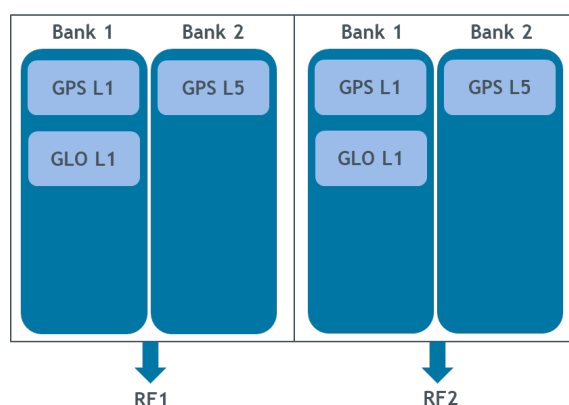 Bank 1 Bank 2 Bank 1 Bank 2
GPS L1 GPS L5 GPS L1 GPS L5
GLO L1 GLO L1
RF1 RF2